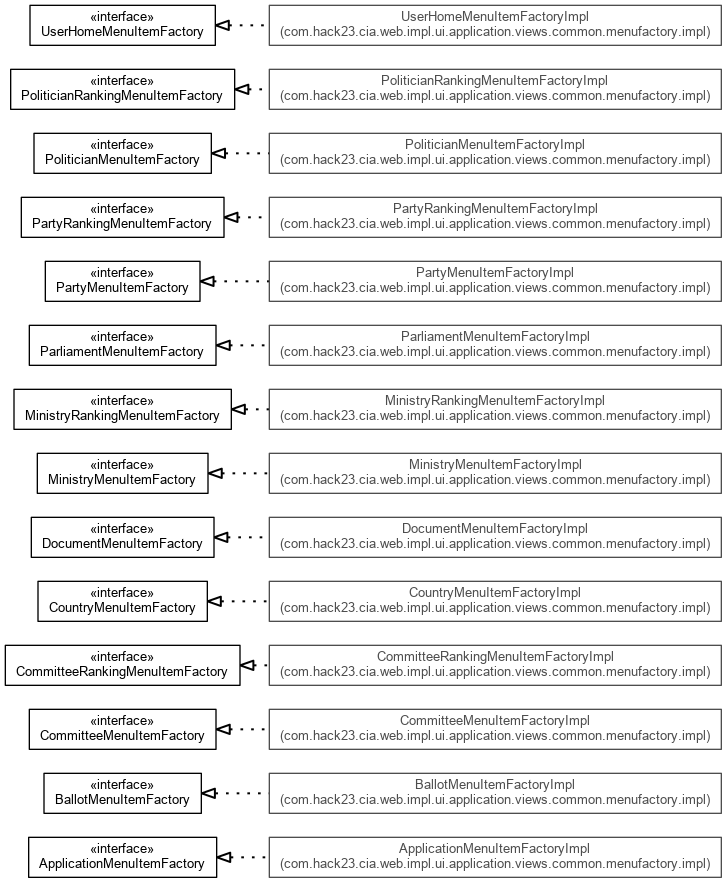 «interface»
UserHomeMenuItemFactory
UserHomeMenuItemFactoryImpl
(com.hack23.cia.web.impl.ui.application.views.common.menufactory.impl)
«interface»
PoliticianRankingMenuItemFactory
PoliticianRankingMenuItemFactoryImpl
(com.hack23.cia.web.impl.ui.application.views.common.menufactory.impl)
«interface»
PoliticianMenuItemFactory
PoliticianMenuItemFactoryImpl
(com.hack23.cia.web.impl.ui.application.views.common.menufactory.impl)
«interface»
PartyRankingMenuItemFactory
PartyRankingMenuItemFactoryImpl
(com.hack23.cia.web.impl.ui.application.views.common.menufactory.impl)
«interface»
PartyMenuItemFactory
PartyMenuItemFactoryImpl
(com.hack23.cia.web.impl.ui.application.views.common.menufactory.impl)
«interface»
ParliamentMenuItemFactory
ParliamentMenuItemFactoryImpl
(com.hack23.cia.web.impl.ui.application.views.common.menufactory.impl)
«interface»
MinistryRankingMenuItemFactory
MinistryRankingMenuItemFactoryImpl
(com.hack23.cia.web.impl.ui.application.views.common.menufactory.impl)
«interface»
MinistryMenuItemFactory
MinistryMenuItemFactoryImpl
(com.hack23.cia.web.impl.ui.application.views.common.menufactory.impl)
«interface»
DocumentMenuItemFactory
DocumentMenuItemFactoryImpl
(com.hack23.cia.web.impl.ui.application.views.common.menufactory.impl)
«interface»
CountryMenuItemFactory
CountryMenuItemFactoryImpl
(com.hack23.cia.web.impl.ui.application.views.common.menufactory.impl)
«interface»
CommitteeRankingMenuItemFactory
CommitteeRankingMenuItemFactoryImpl
(com.hack23.cia.web.impl.ui.application.views.common.menufactory.impl)
«interface»
CommitteeMenuItemFactory
CommitteeMenuItemFactoryImpl
(com.hack23.cia.web.impl.ui.application.views.common.menufactory.impl)
«interface»
BallotMenuItemFactory
BallotMenuItemFactoryImpl
(com.hack23.cia.web.impl.ui.application.views.common.menufactory.impl)
«interface»
ApplicationMenuItemFactory
ApplicationMenuItemFactoryImpl
(com.hack23.cia.web.impl.ui.application.views.common.menufactory.impl)